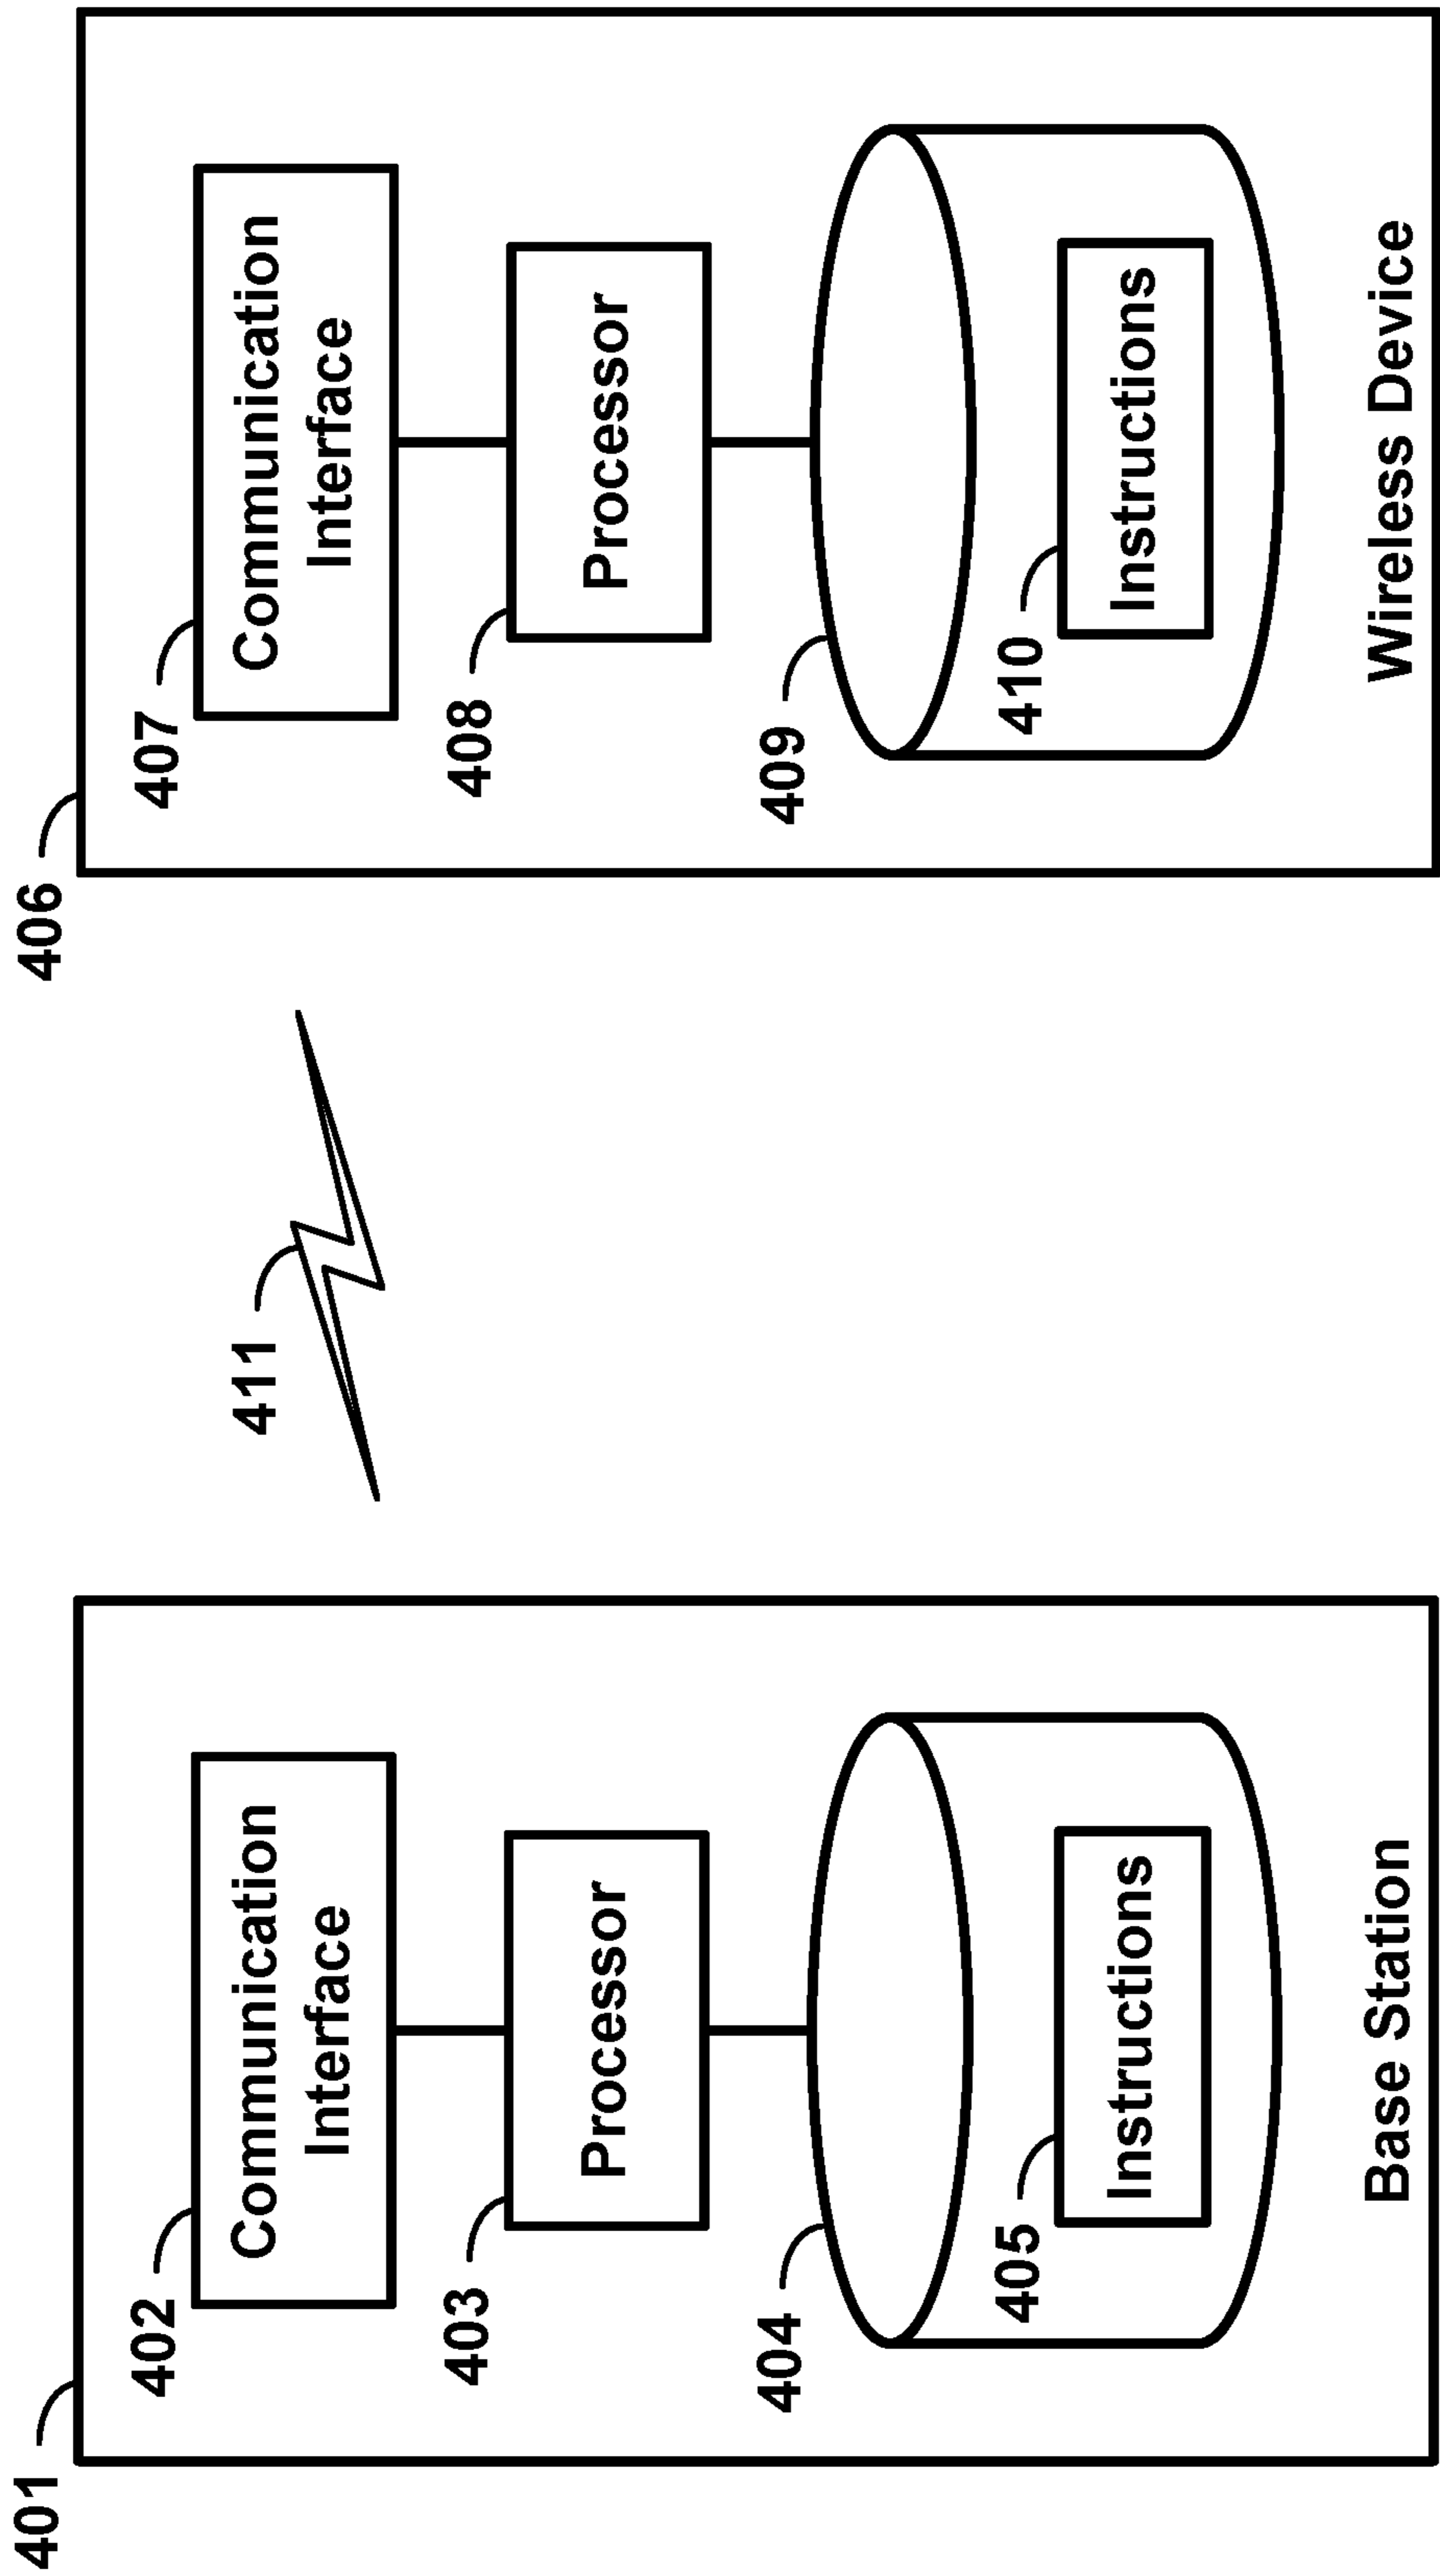 401
402
Communication
Interface
403
Processor
404
405
Instructions
Base Station
411
406
407
Communication
Interface
408
Processor
409
410
Instructions
Wireless Device